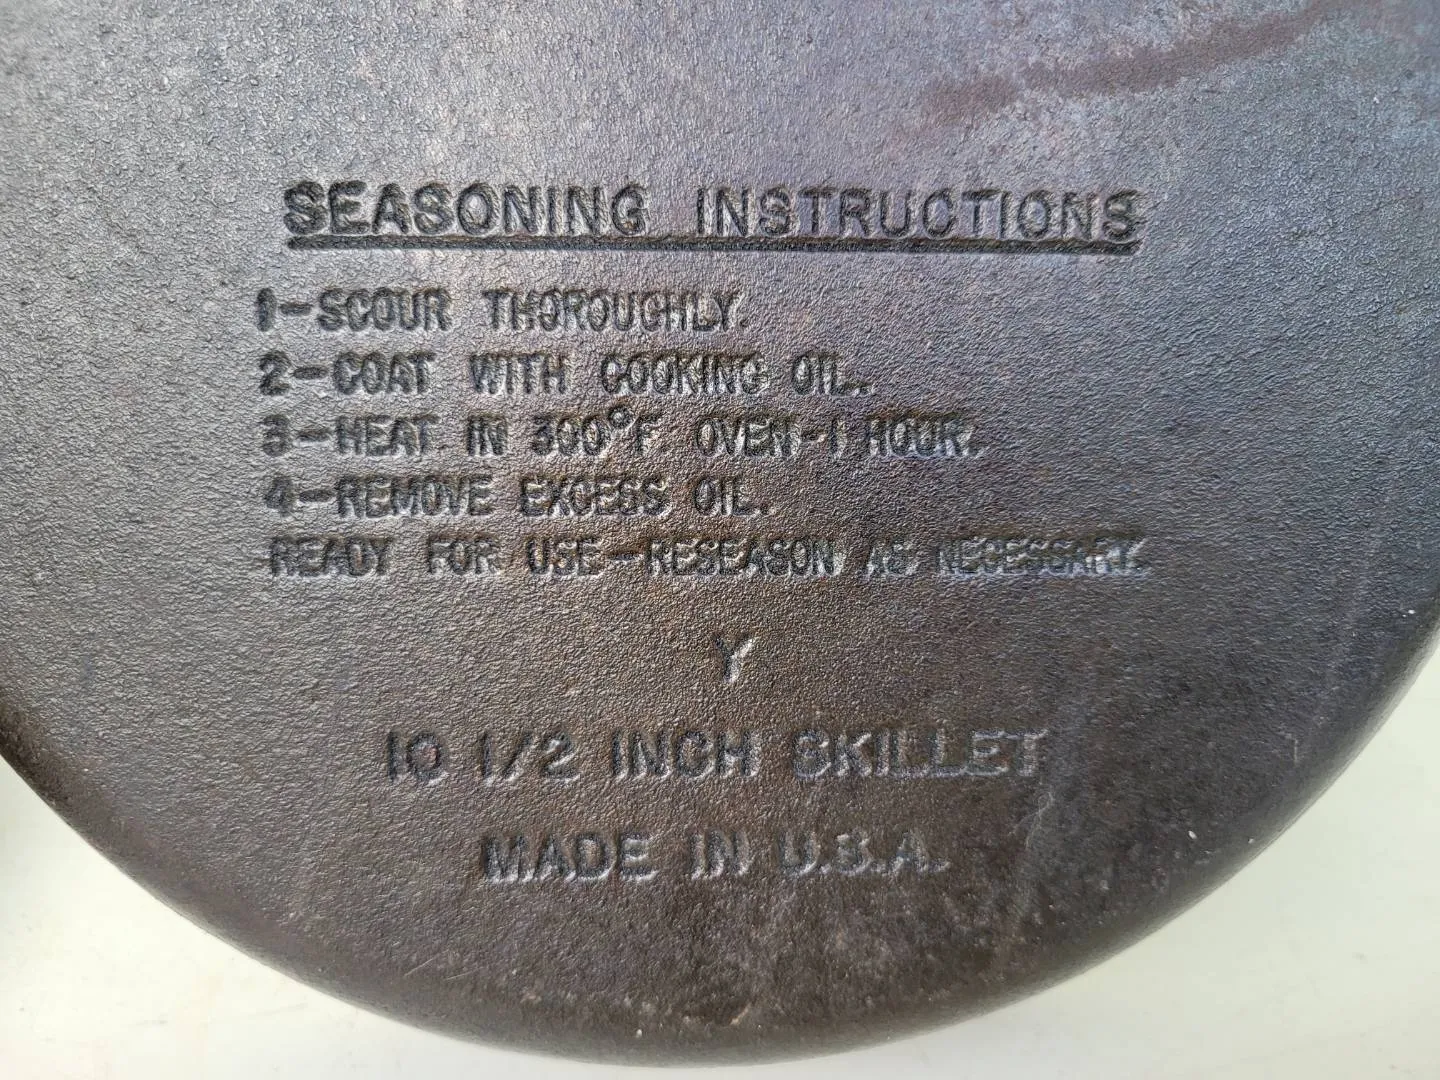 SEASONING INSTRUCTIONS
1-SCOUR THOROUGHLY.
2-COAT WITH COOKING OIL.
3-HEAT IN 300°F OVEN-1 HOUR.
4-REMOVE EXCESS OIL.
READY FOR USE-RESEASON AS NECESSARY.
Y
10 1/2 INCH SKILLET
MADE IN U.S.A.